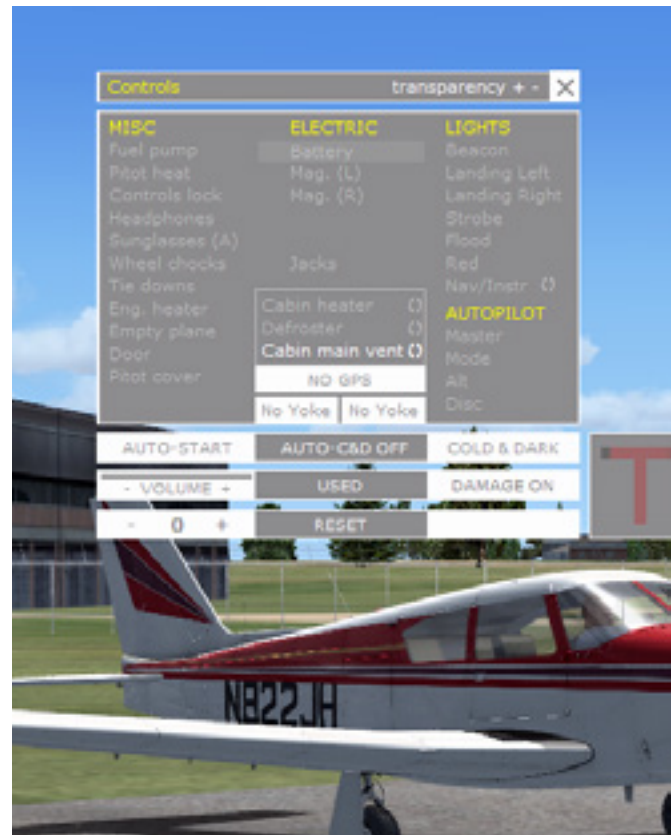 Controls transparency + - X
MISC
Fuel pump
Pitot heat
Controls lock
Headphones
Sunglasses (A)
Wheel chocks
Tie downs
Eng. heater
Empty plane
Door
Pitot cover
ELECTRIC
Battery
Mag. (L)
Mag. (R)
Jacks
Cabin heater ()
Defroster ()
Cabin main vent ()
NO GPS
No Yoke No Yoke
LIGHTS
Beacon
Landing Left
Landing Right
Strobe
Flood
Red
Nav/Instr ()
AUTOPILOT
Master
Mode
Alt
Disc
AUTO-START AUTO-C&D OFF COLD & DARK
- VOLUME + USED DAMAGE ON
- 0 + RESET
T
N822JH